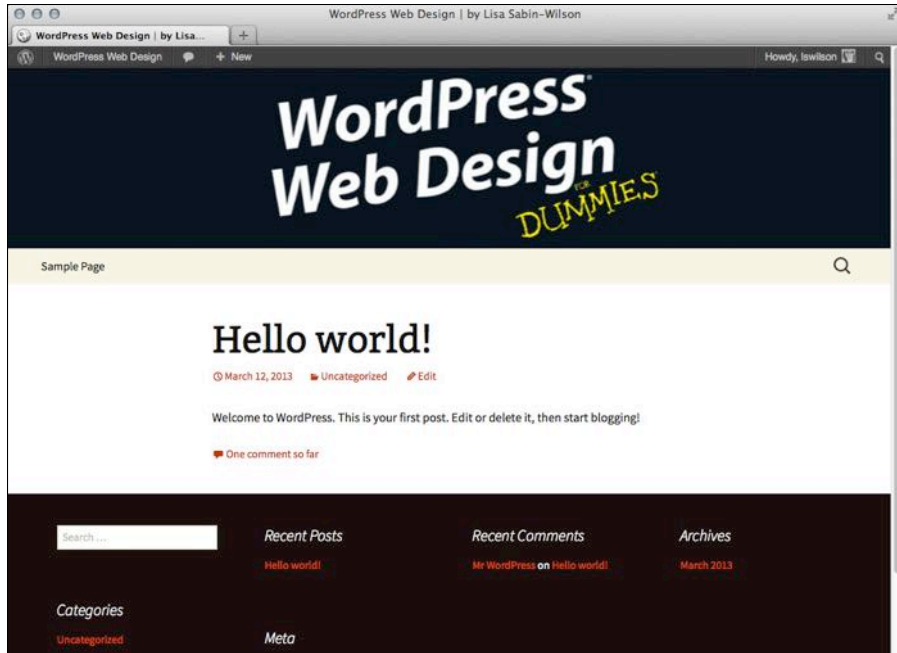 WordPress Web Design | by Lisa Sabin-Wilson
WordPress Web Design | by Lisa...
WordPress Web Design + New Howdy, lswilson
WordPress®
Web Design
FOR
DUMMIES
Sample Page
Hello world!
March 12, 2013 Uncategorized Edit
Welcome to WordPress. This is your first post. Edit or delete it, then start blogging!
One comment so far
Search ... Recent Posts Recent Comments Archives
Hello world! Mr WordPress on Hello world! March 2013
Categories
Uncategorized Meta